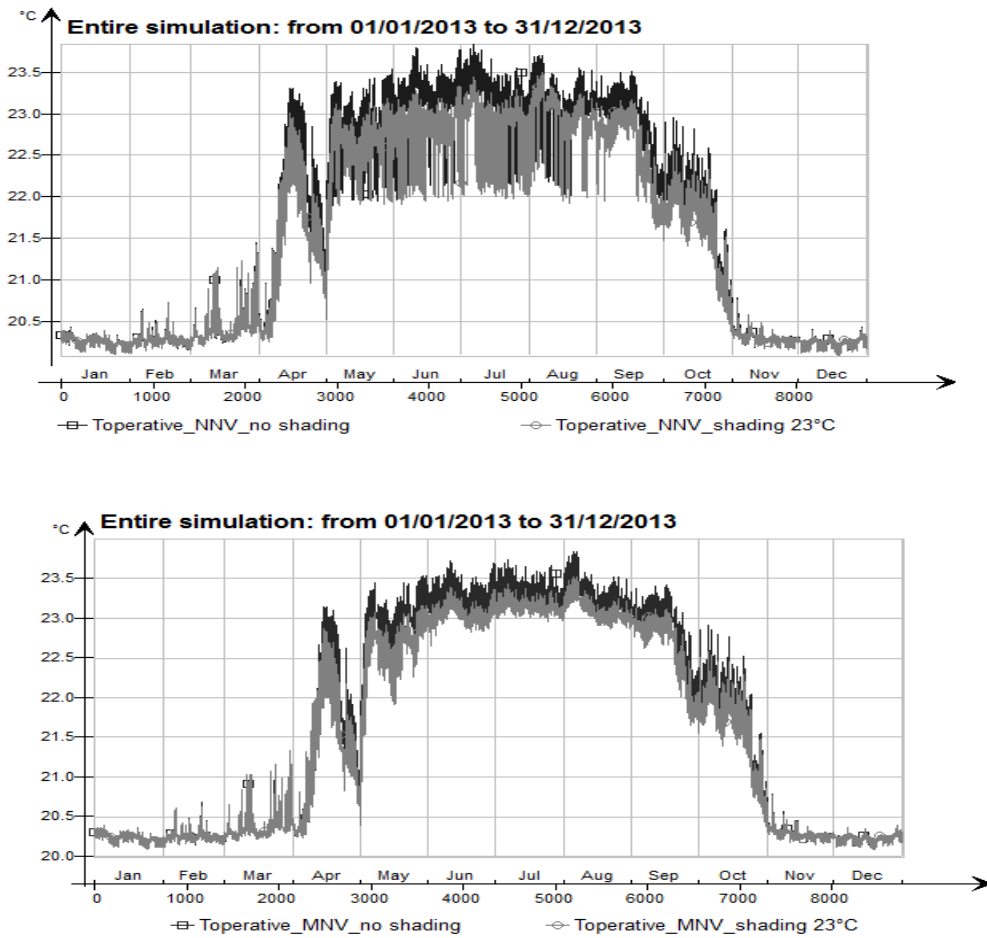 °C
Entire simulation: from 01/01/2013 to 31/12/2013
23.5
23.0
22.5
22.0
21.5
21.0
20.5
Jan Feb Mar Apr May Jun Jul Aug Sep Oct Nov Dec
0 1000 2000 3000 4000 5000 6000 7000 8000
Toperative_NNV_no shading Toperative_NNV_shading 23°C
°C
Entire simulation: from 01/01/2013 to 31/12/2013
23.5
23.0
22.5
22.0
21.5
21.0
20.5
20.0
Jan Feb Mar Apr May Jun Jul Aug Sep Oct Nov Dec
0 1000 2000 3000 4000 5000 6000 7000 8000
Toperative_MNV_no shading Toperative_MNV_shading 23°C